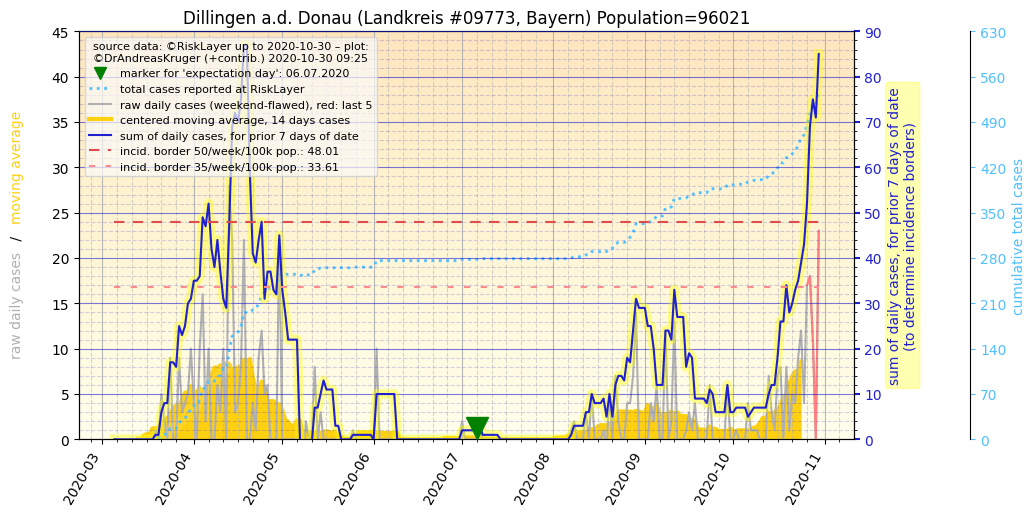 Dillingen a.d. Donau (Landkreis #09773, Bayern) Population=96021
source data: ©RiskLayer up to 2020-10-30 – plot:
©DrAndreasKruger (+contrib.) 2020-10-30 09:25
marker for 'expectation day': 06.07.2020
total cases reported at RiskLayer
raw daily cases (weekend-flawed), red: last 5
centered moving average, 14 days cases
sum of daily cases, for prior 7 days of date
incid. border 50/week/100k pop.: 48.01
incid. border 35/week/100k pop.: 33.61
raw daily cases / moving average
45
40
35
30
25
20
15
10
5
0
90
80
70
60
50
40
30
20
10
0
sum of daily cases, for prior 7 days of date
(to determine incidence borders)
630
560
490
420
350
280
210
140
70
0
cumulative total cases
2020-03
2020-04
2020-05
2020-06
2020-07
2020-08
2020-09
2020-10
2020-11